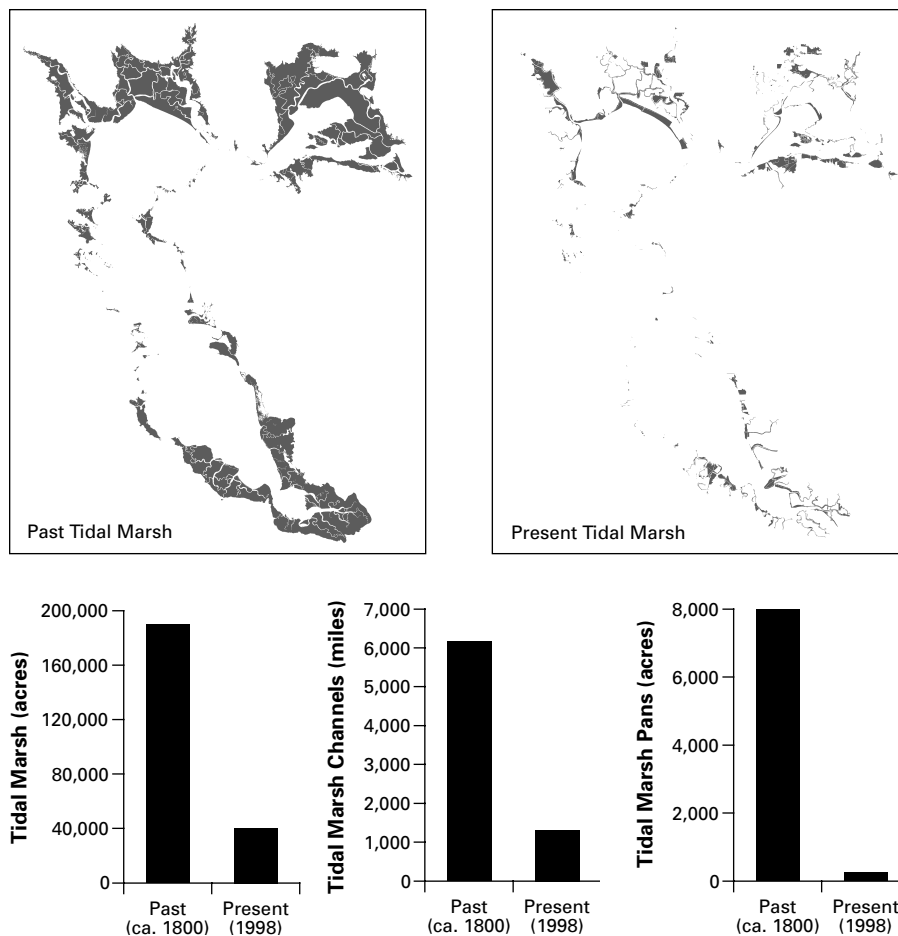 Past Tidal Marsh
Present Tidal Marsh
Tidal Marsh (acres)
200,000
160,000
120,000
80,000
40,000
0
Past
(ca. 1800)
Present
(1998)
Tidal Marsh Channels (miles)
7,000
6,000
5,000
4,000
3,000
2,000
1,000
0
Past
(ca. 1800)
Present
(1998)
Tidal Marsh Pans (acres)
8,000
6,000
4,000
2,000
0
Past
(ca. 1800)
Present
(1998)